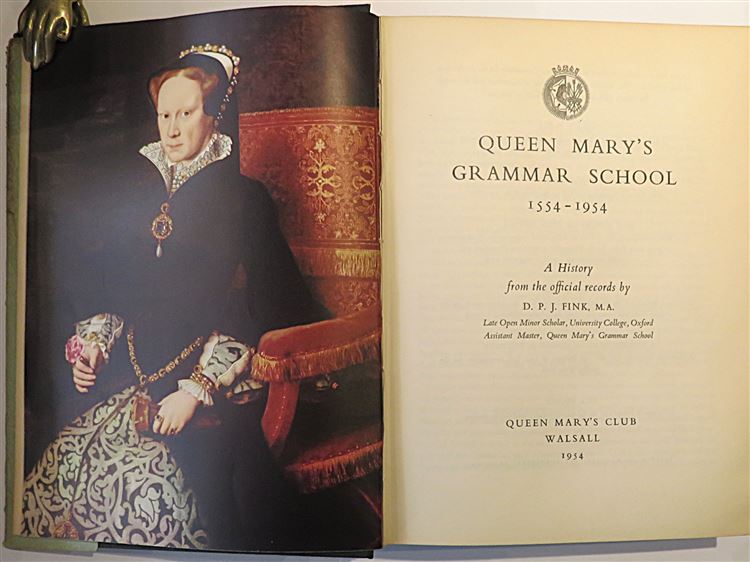 QUEEN MARY'S
GRAMMAR SCHOOL
1554-1954
A History
from the official records by
D. P. J. FINK, M.A.
Late Open Minor Scholar, University College, Oxford
Assistant Master, Queen Mary's Grammar School
QUEEN MARY'S CLUB
WALSALL
1954